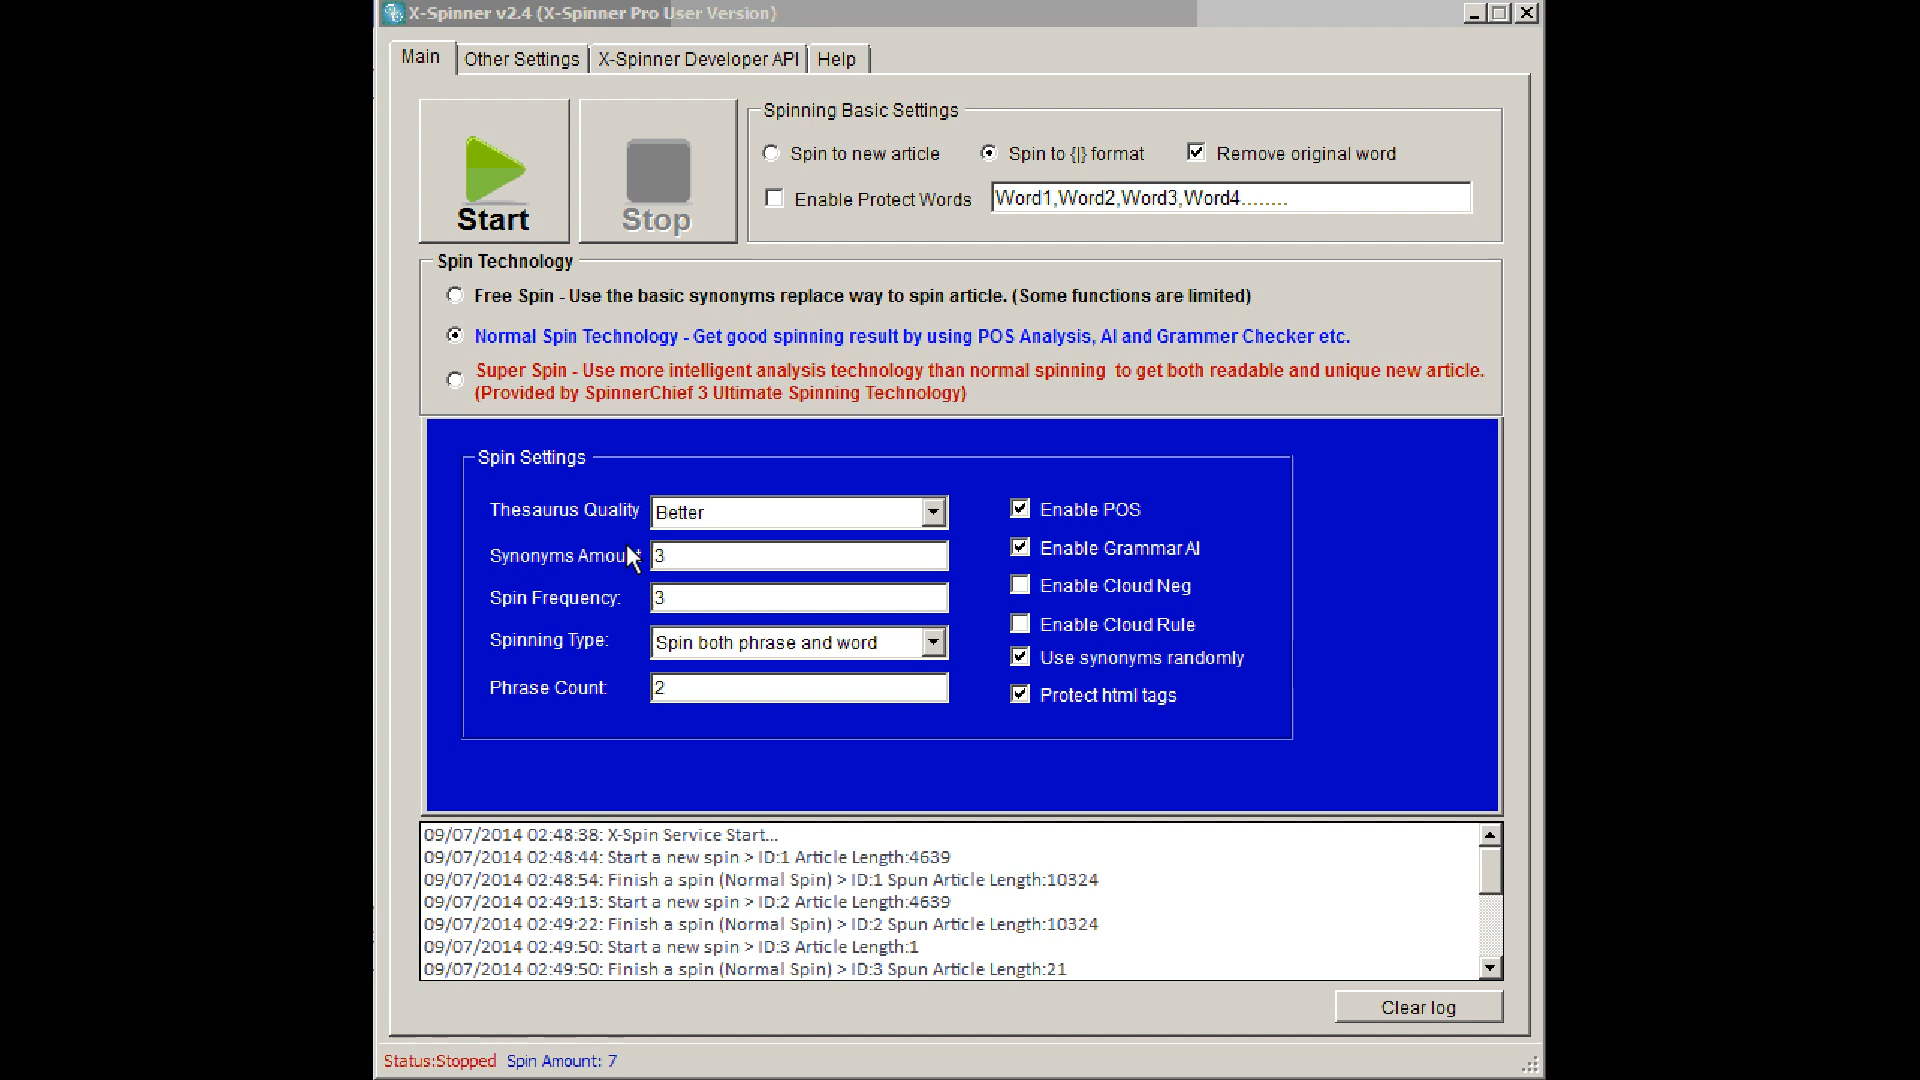 X-Spinner v2.4 (X-Spinner Pro User Version)
Main
Other Settings
X-Spinner Developer API
Help
Start
Stop
Spinning Basic Settings
Spin to new article
Spin to {|} format
Remove original word
Enable Protect Words
Word1,Word2,Word3,Word4........
Spin Technology
Free Spin - Use the basic synonyms replace way to spin article. (Some functions are limited)
Normal Spin Technology - Get good spinning result by using POS Analysis, AI and Grammer Checker etc.
Super Spin - Use more intelligent analysis technology than normal spinning to get both readable and unique new article.
(Provided by SpinnerChief 3 Ultimate Spinning Technology)
Spin Settings
Thesaurus Quality
Better
Enable POS
Synonyms Amount
3
Enable Grammar AI
Spin Frequency:
3
Enable Cloud Neg
Spinning Type:
Spin both phrase and word
Enable Cloud Rule
Use synonyms randomly
Phrase Count:
2
Protect html tags
09/07/2014 02:48:38: X-Spin Service Start...
09/07/2014 02:48:44: Start a new spin > ID:1 Article Length:4639
09/07/2014 02:48:54: Finish a spin (Normal Spin) > ID:1 Spun Article Length:10324
09/07/2014 02:49:13: Start a new spin > ID:2 Article Length:4639
09/07/2014 02:49:22: Finish a spin (Normal Spin) > ID:2 Spun Article Length:10324
09/07/2014 02:49:50: Start a new spin > ID:3 Article Length:1
09/07/2014 02:49:50: Finish a spin (Normal Spin) > ID:3 Spun Article Length:21
Clear log
Status:Stopped Spin Amount: 7